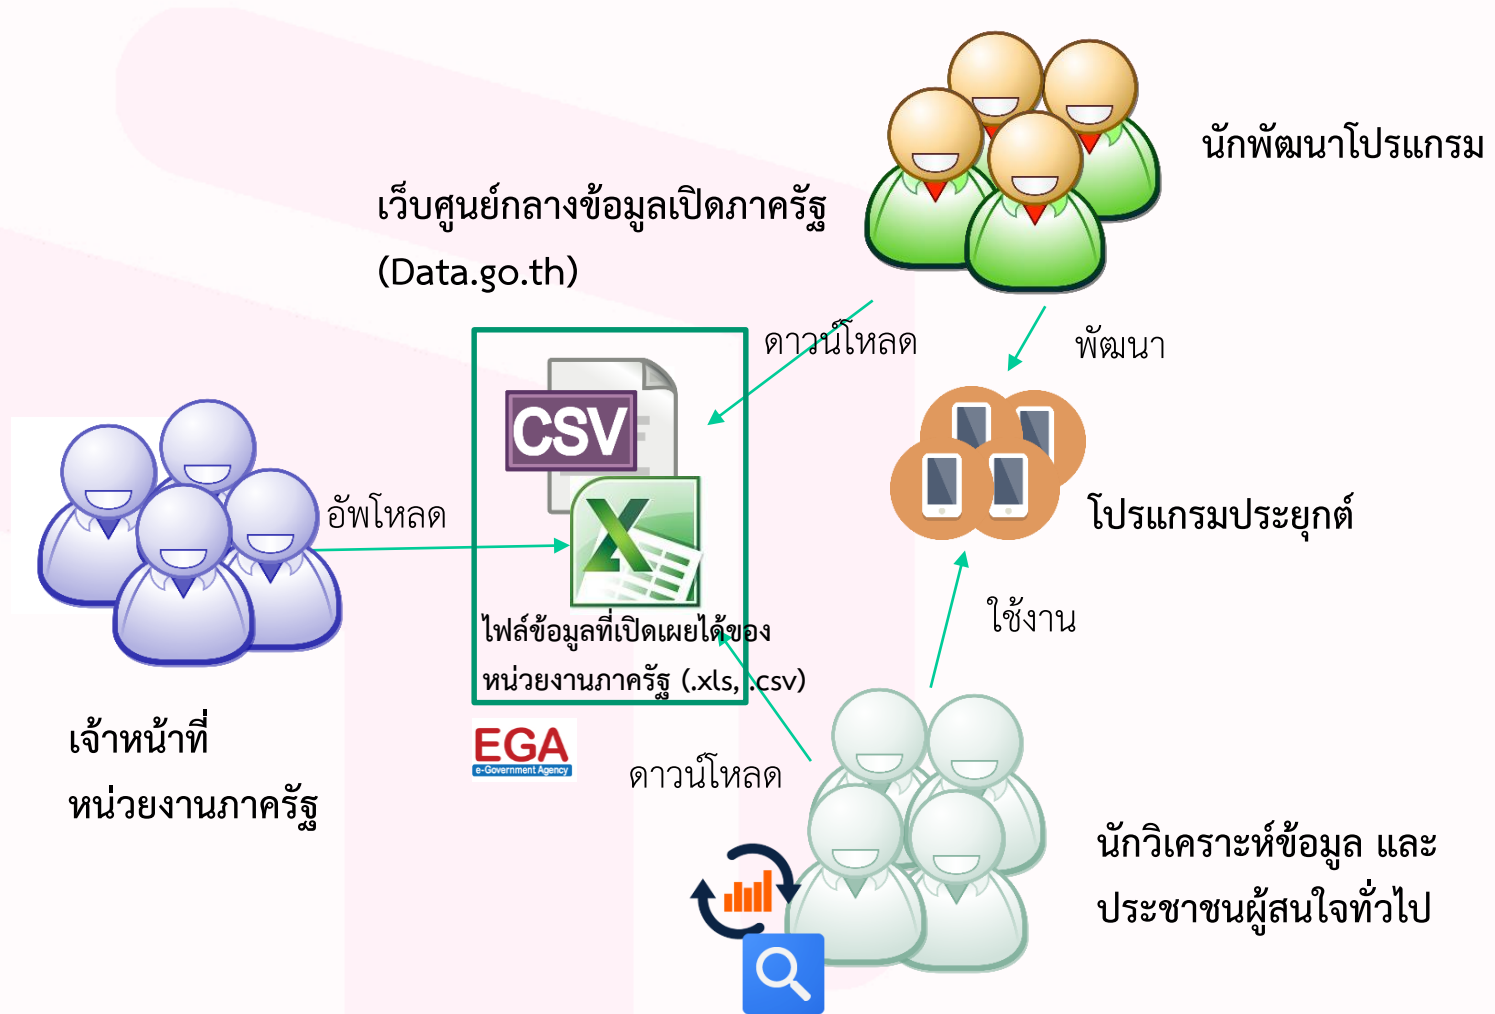 นักพัฒนาโปรแกรม
เว็บศูนย์กลางข้อมูลเปิดภาครัฐ
(Data.go.th)
ดาวน์โหลด
พัฒนา
CSV
X
อัพโหลด
โปรแกรมประยุกต์
ใช้งาน
ไฟล์ข้อมูลที่เปิดเผยได้ของ
หน่วยงานภาครัฐ (.xls, .csv)
EGA
e-Government Agency
ดาวน์โหลด
เจ้าหน้าที่
หน่วยงานภาครัฐ
นักวิเคราะห์ข้อมูล และ
ประชาชนผู้สนใจทั่วไป